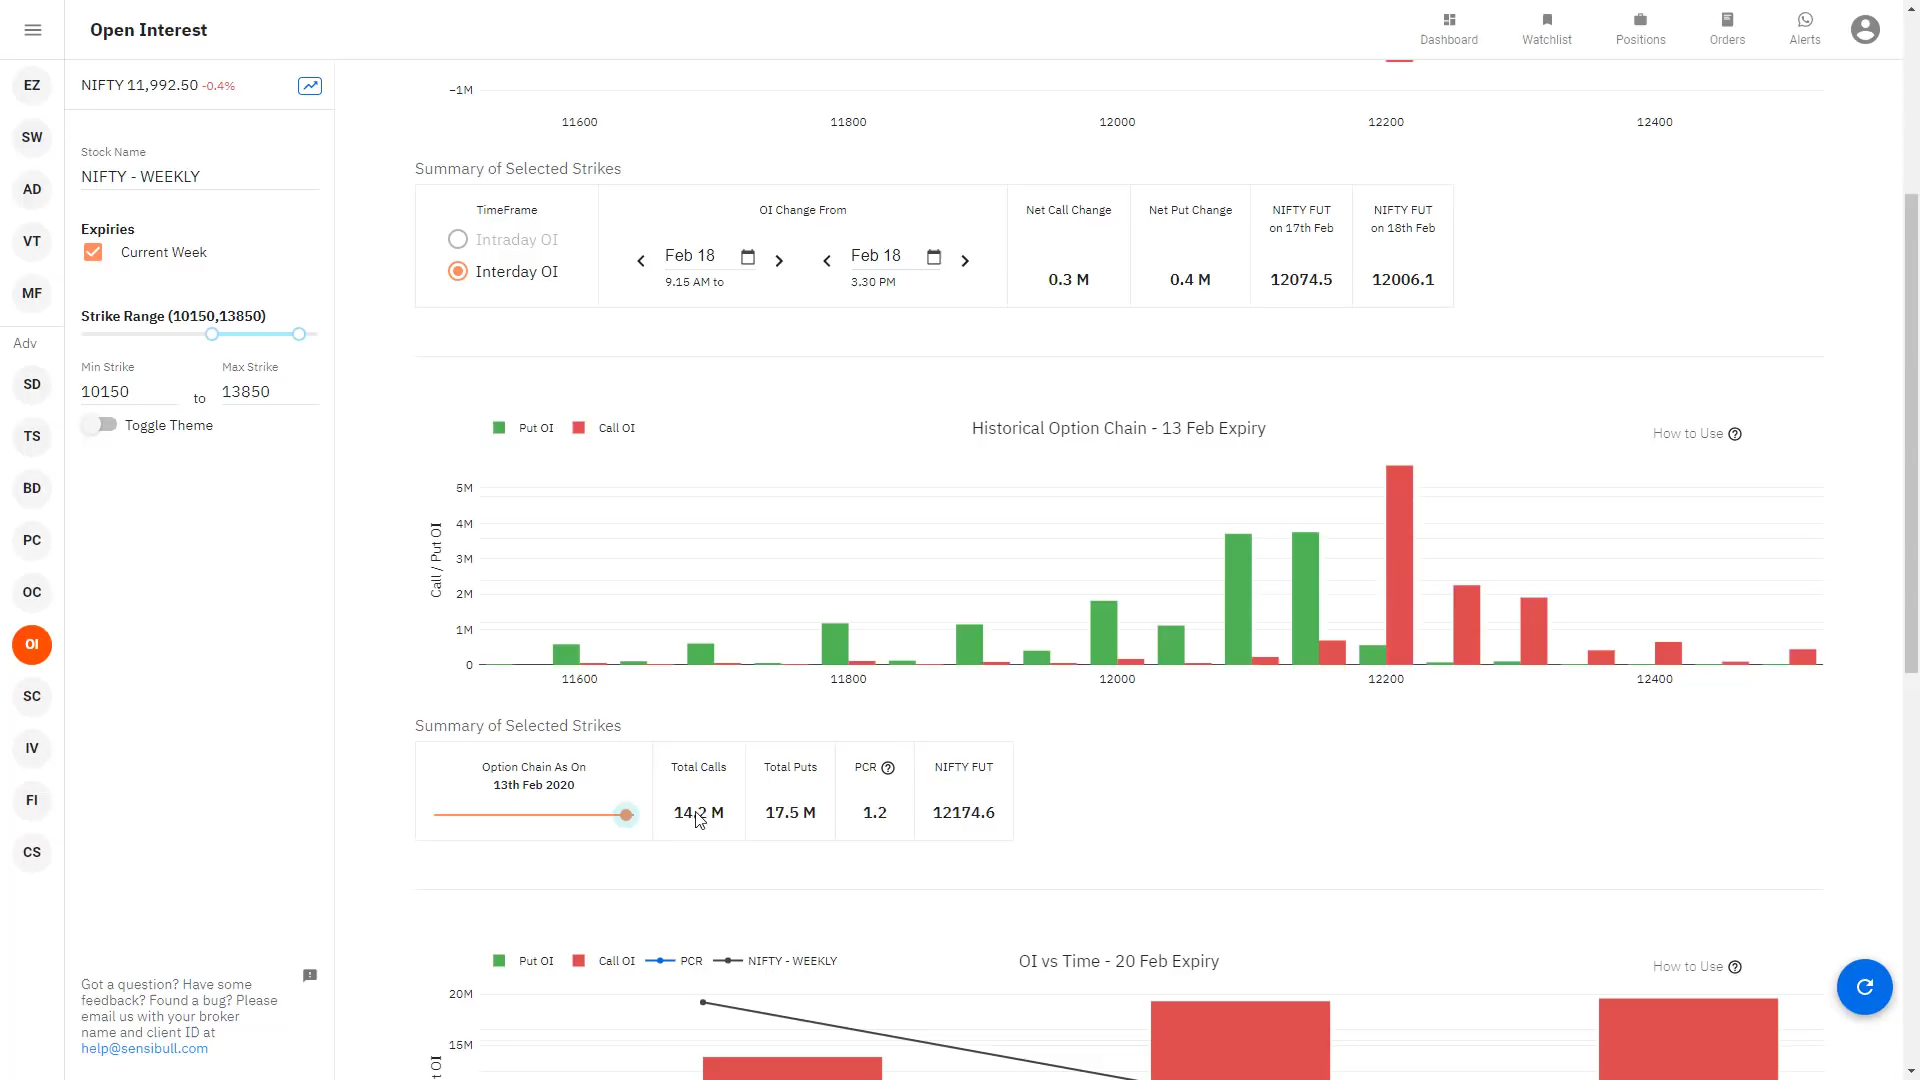 Open Interest
Dashboard
Watchlist
Positions
Orders
Alerts
EZ
SW
AD
VT
MF
Adv
SD
TS
BD
PC
OC
OI
SC
IV
FI
CS
NIFTY 11,992.50 -0.4%
Stock Name
NIFTY - WEEKLY
Expiries
Current Week
Strike Range (10150,13850)
Min Strike
Max Strike
10150
to
13850
Toggle Theme
Got a question? Have some
feedback? Found a bug? Please
email us with your broker
name and client ID at
help@sensibull.com
−1M
11600
11800
12000
12200
12400
Summary of Selected Strikes
TimeFrame
Intraday OI
Interday OI
OI Change From
Feb 18
9.15 AM to
Feb 18
3.30 PM
Net Call Change
0.3 M
Net Put Change
0.4 M
NIFTY FUT
on 17th Feb
12074.5
NIFTY FUT
on 18th Feb
12006.1
Put OI
Call OI
Historical Option Chain - 13 Feb Expiry
How to Use
Call / Put OI
5M
4M
3M
2M
1M
0
11600
11800
12000
12200
12400
Summary of Selected Strikes
Option Chain As On
13th Feb 2020
Total Calls
14.2 M
Total Puts
17.5 M
PCR
1.2
NIFTY FUT
12174.6
Put OI
Call OI
PCR
NIFTY - WEEKLY
OI vs Time - 20 Feb Expiry
How to Use
20M
15M